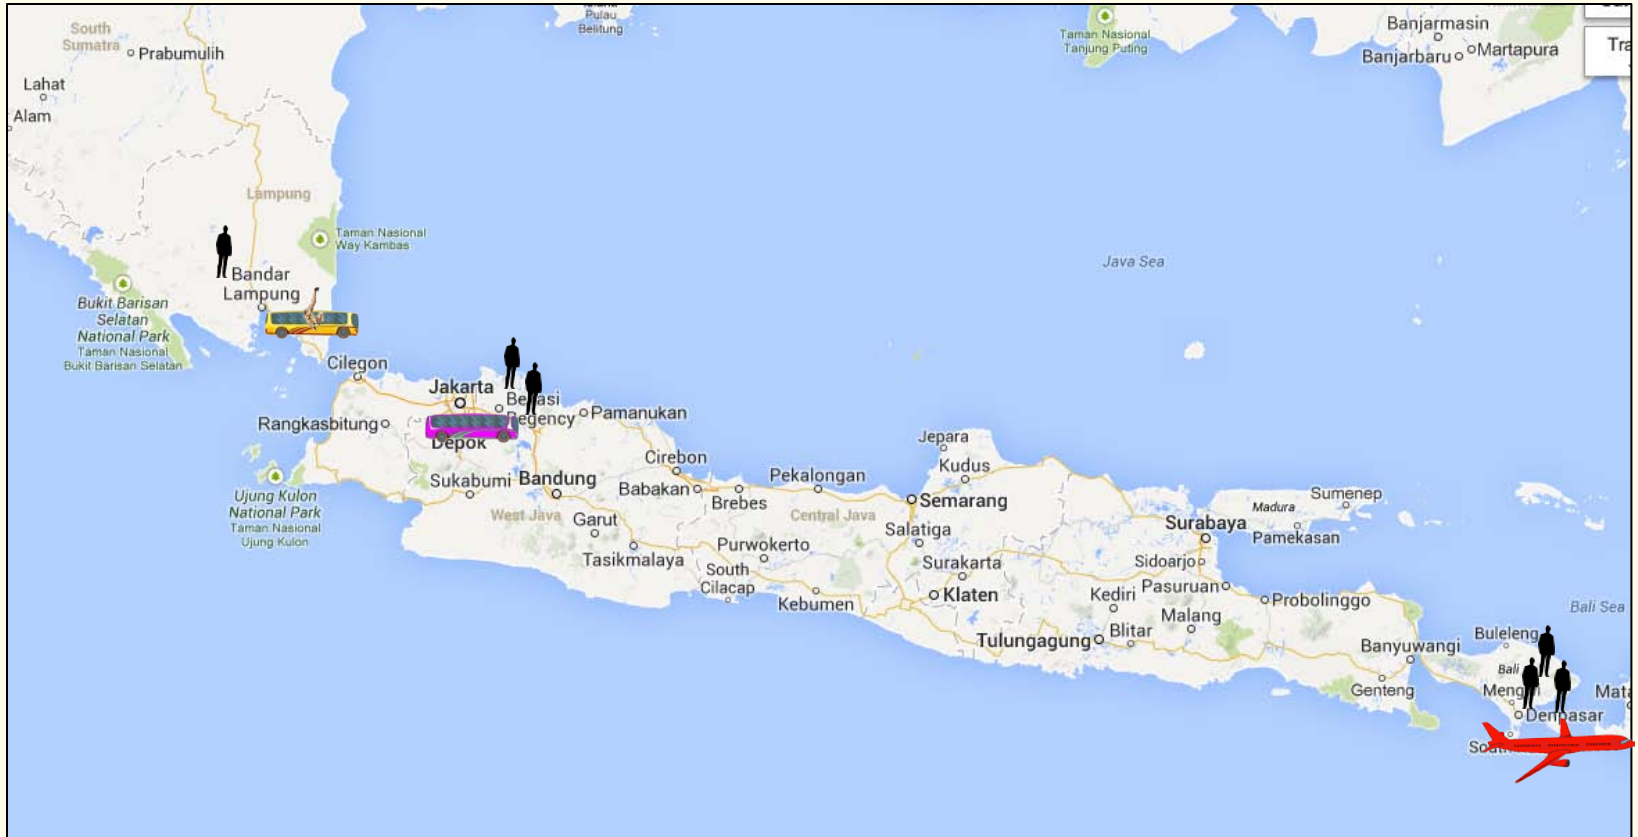 South
Sumatra
Prabumulih
Lahat
Alam
Pulau
Belitung
Taman Nasional
Tanjung Puting
Banjarmasin
Banjarbaru
Martapura
Lampung
Taman Nasional
Way Kambas
Bandar
Lampung
Bukit Barisan
Selatan
National Park
Taman Nasional
Bukit Barisan Selatan
Java Sea
Cilegon
Jakarta
Regency
Pamanukan
Rangkasbitung
Depok
Sukabumi
Bandung
Cirebon
Babakan
Brebes
Pekalongan
Jepara
Kudus
Semarang
Ujung Kulon
National Park
Taman Nasional
Ujung Kulon
West Java
Garut
Tasikmalaya
Central Java
Purwokerto
South
Cilacap
Kebumen
Salatiga
Surakarta
Klaten
Surabaya
Madura
Sumenep
Pamekasan
Sidoarjo
Pasuruan
Probolinggo
Kediri
Malang
Tulungagung
Blitar
Banyuwangi
Genteng
Bali Sea
Buleleng
Bali
Denpasar